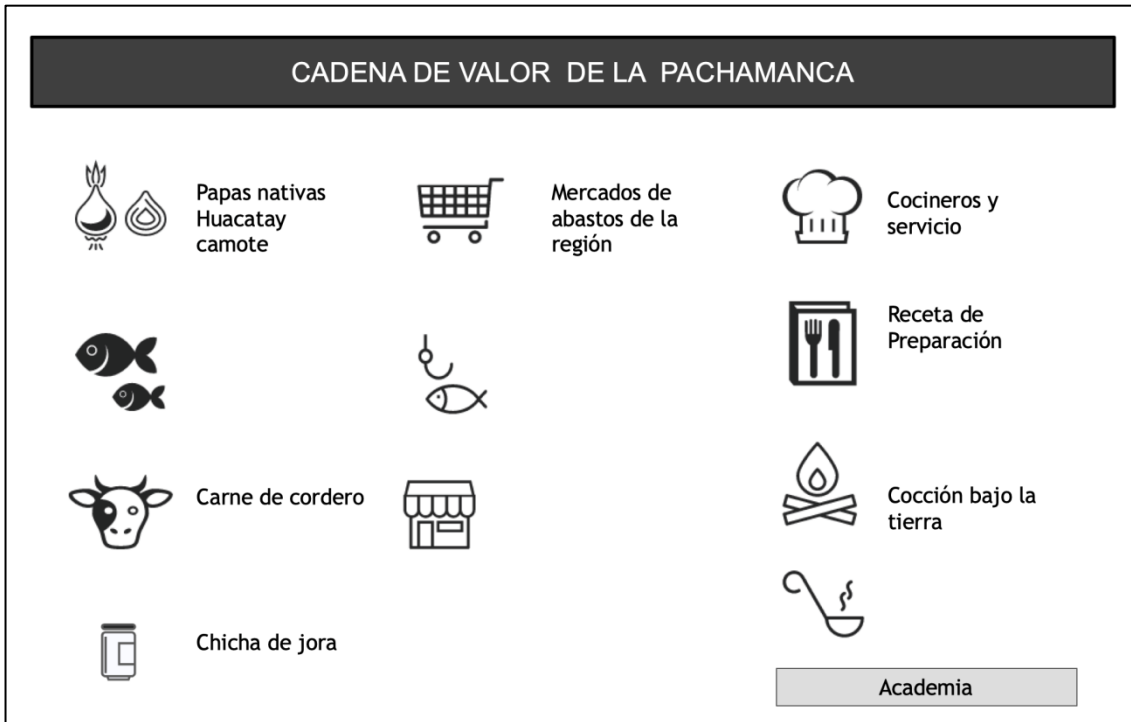 CADENA DE VALOR DE LA PACHAMANCA
Papas nativas
Huacatay
camote
Mercados de
abastos de la
región
Cocineros y
servicio
Receta de
Preparación
Carne de cordero
Cocción bajo la
tierra
Chicha de jora
Academia